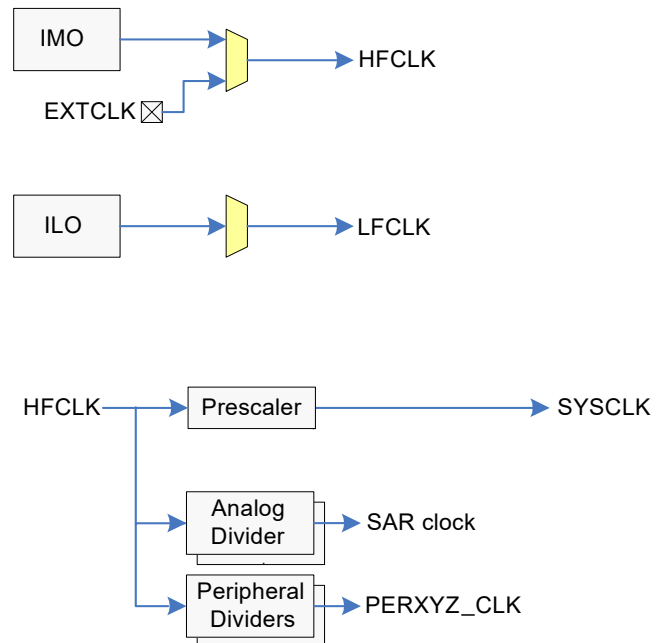 IMO
HFCLK
EXTCLK
ILO
LFCLK
HFCLK
Prescaler
SYSCLK
Analog
Divider
SAR clock
Peripheral
Dividers
PERXYZ_CLK